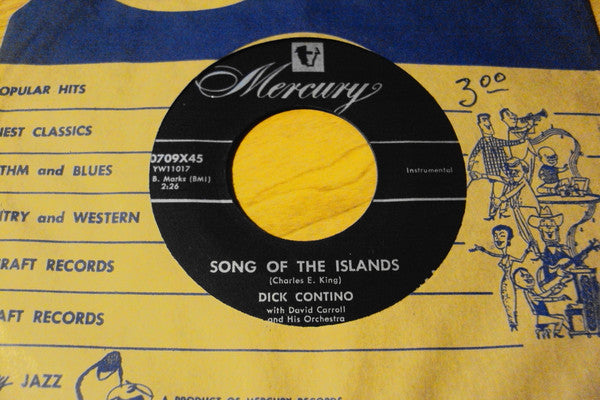 Mercury
3.00
OPULAR HITS
NEST CLASSICS
THM and BLUES
NTRY and WESTERN
CRAFT RECORDS
RAFT RECORDS
JAZZ
0709X45
YW11017
B. Marks (BMI)
2:26
Instrumental
SONG OF THE ISLANDS
(Charles E. King)
DICK CONTINO
with David Carroll
and His Orchestra
A PRODUCT OF MERCURY RECORDS